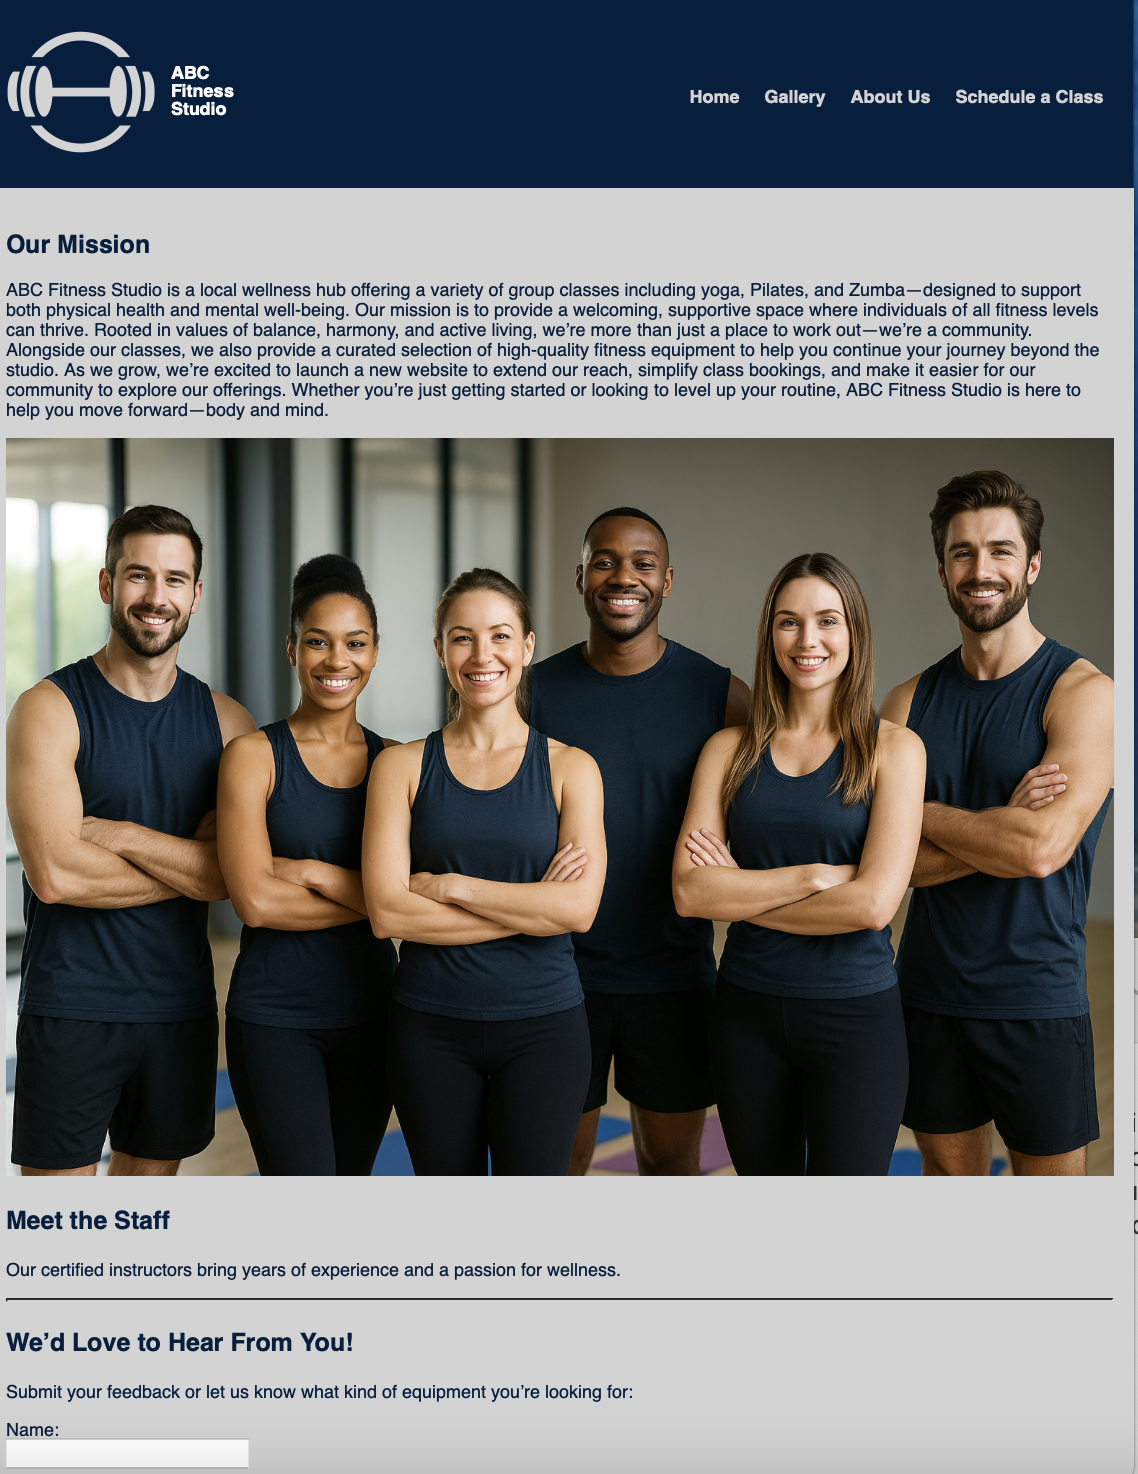 ABC
Fitness
Studio
Home Gallery About Us Schedule a Class
Our Mission
ABC Fitness Studio is a local wellness hub offering a variety of group classes including yoga, Pilates, and Zumba—designed to support
both physical health and mental well-being. Our mission is to provide a welcoming, supportive space where individuals of all fitness levels
can thrive. Rooted in values of balance, harmony, and active living, we’re more than just a place to work out—we’re a community.
Alongside our classes, we also provide a curated selection of high-quality fitness equipment to help you continue your journey beyond the
studio. As we grow, we’re excited to launch a new website to extend our reach, simplify class bookings, and make it easier for our
community to explore our offerings. Whether you’re just getting started or looking to level up your routine, ABC Fitness Studio is here to
help you move forward—body and mind.
Meet the Staff
Our certified instructors bring years of experience and a passion for wellness.
We’d Love to Hear From You!
Submit your feedback or let us know what kind of equipment you’re looking for:
Name: